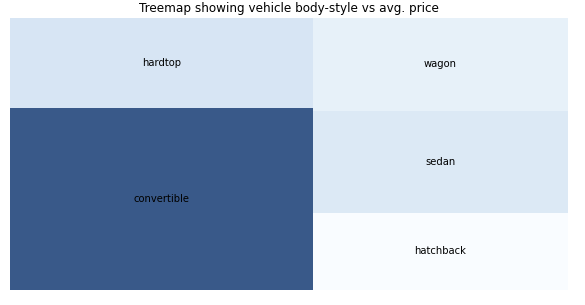 Treemap showing vehicle body-style vs avg. price
hardtop
wagon
sedan
convertible
hatchback